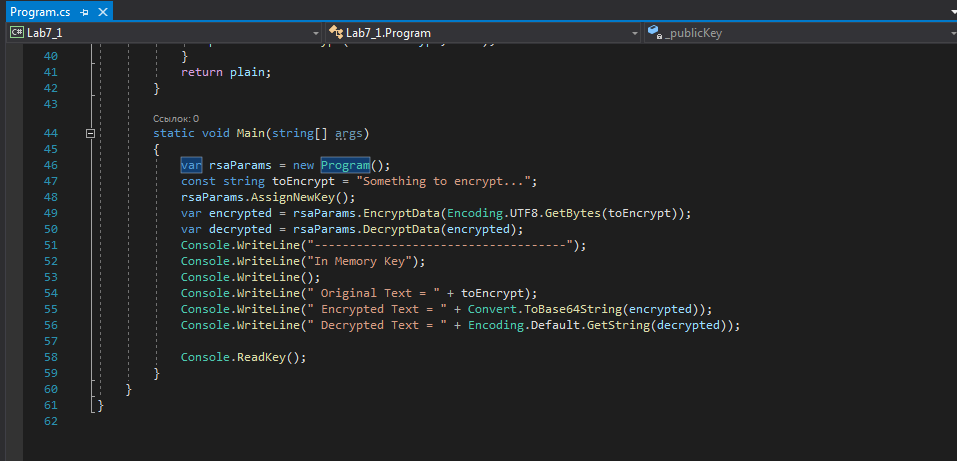 Program.cs
C# Lab7_1
Lab7_1.Program
_publicKey
40 }
41 return plain;
42 }
43
Ссылок: 0
44 static void Main(string[] args)
45 {
46 var rsaParams = new Program();
47 const string toEncrypt = "Something to encrypt...";
48 rsaParams.AssignNewKey();
49 var encrypted = rsaParams.EncryptData(Encoding.UTF8.GetBytes(toEncrypt));
50 var decrypted = rsaParams.DecryptData(encrypted);
51 Console.WriteLine("------------------------------------");
52 Console.WriteLine("In Memory Key");
53 Console.WriteLine();
54 Console.WriteLine(" Original Text = " + toEncrypt);
55 Console.WriteLine(" Encrypted Text = " + Convert.ToBase64String(encrypted));
56 Console.WriteLine(" Decrypted Text = " + Encoding.Default.GetString(decrypted));
57
58 Console.ReadKey();
59 }
60 }
61 }
62